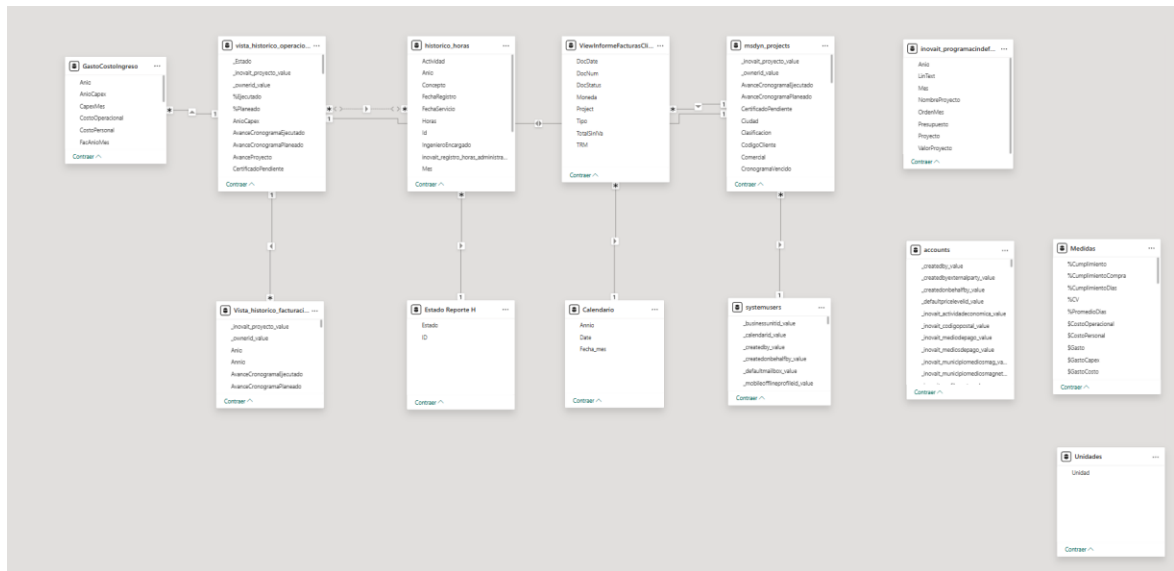 GastoCostoIngreso
Anio
AnioCapex
CapexMes
CostoOperacional
CostoPersonal
FacAnioMes
Contraer
vista_historico_operacio...
_Estado
_inovait_proyecto_value
_ownerid_value
%Ejecutado
%Planeado
AnioCapex
AvanceCronogramaEjecutado
AvanceCronogramaPlaneado
AvanceProyecto
CertificadoPendiente
Contraer
historico_horas
Actividad
Anio
Concepto
FechaRegistro
FechaServicio
Horas
Id
IngenieroEncargado
inovait_registro_horas_administra...
Mes
Contraer
ViewInformeFacturasCli...
DocDate
DocNum
DocStatus
Moneda
Project
Tipo
TotalSinIva
TRM
Contraer
msdyn_projects
_inovait_proyecto_value
_ownerid_value
AvanceCronogramaEjecutado
AvanceCronogramaPlaneado
CertificadoPendiente
Ciudad
Clasificacion
CodigoCliente
Comercial
CronogramaVencido
Contraer
inovait_programacindef...
Anio
LinText
Mes
NombreProyecto
OrdenMes
Presupuesto
Proyecto
ValorProyecto
Contraer
Vista_historico_facturaci...
_inovait_proyecto_value
_ownerid_value
Anio
Annio
AvanceCronogramaEjecutado
AvanceCronogramaPlaneado
Contraer
Estado Reporte H
Estado
ID
Contraer
Calendario
Annio
Data
Fecha_mes
Contraer
systemusers
_businessunitid_value
_calendarid_value
_createdby_value
_createdonbehalfby_value
_defaultmailbox_value
_mobileofflineprofileid_value
Contraer
accounts
_createdby_value
_createdbyexternalparty_value
_createdonbehalfby_value
_defaultpricelevelid_value
_inovait_actividadeconomica_value
_inovait_codigopostal_value
_inovait_mediodepago_value
_inovait_mediosdepago_value
_inovait_municipiomedicomag_va...
_inovait_municipiomedicomagnet...
Contraer
Medidas
%Cumplimiento
%CumplimientoCompra
%CumplimientoDias
%CV
%PromedioDias
$CostoOperacional
$CostoPersonal
$Gasto
$GastoCapex
$GastoCosto
Contraer
Unidades
Unidad
Contraer